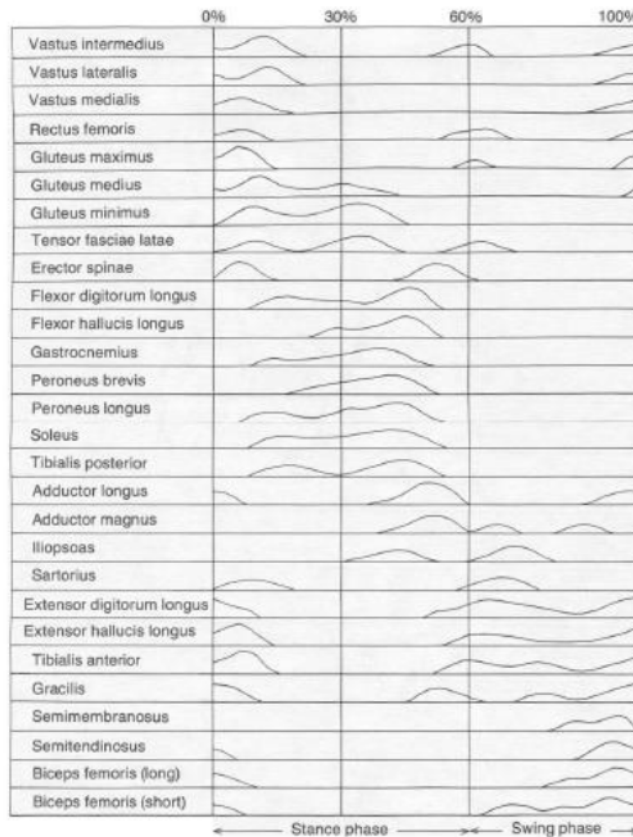 0% 30% 60% 100%
Vastus intermedius
Vastus lateralis
Vastus medialis
Rectus femoris
Gluteus maximus
Gluteus medius
Gluteus minimus
Tensor fasciae latae
Erector spinae
Flexor digitorum longus
Flexor hallucis longus
Gastrocnemius
Peroneus brevis
Peroneus longus
Soleus
Tibialis posterior
Adductor longus
Adductor magnus
Iliopsoas
Sartorius
Extensor digitorum longus
Extensor hallucis longus
Tibialis anterior
Gracilis
Semimembranosus
Semitendinosus
Biceps femoris (long)
Biceps femoris (short)
Stance phase Swing phase